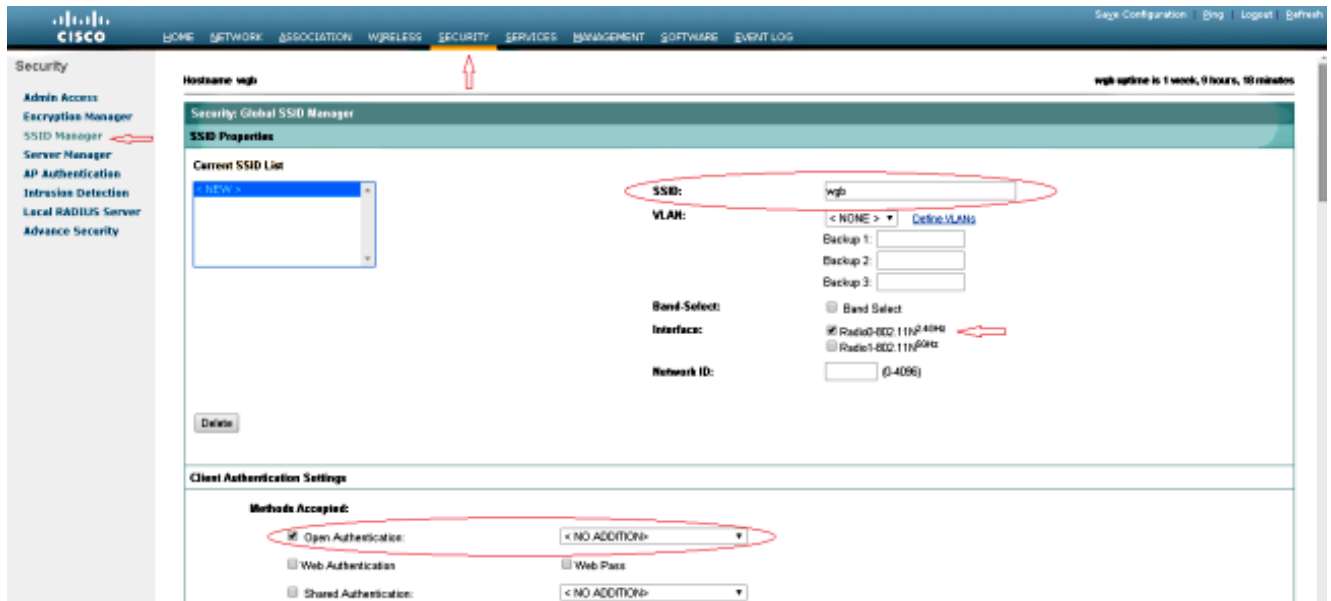 Save Configuration | Ping | Logout | Refresh
CISCO
HOME NETWORK ASSOCIATION WIRELESS SECURITY SERVICES MANAGEMENT SOFTWARE EVENT LOG
Security
Admin Access
Encryption Manager
SSID Manager
Server Manager
AP Authentication
Intrusion Detection
Local RADIUS Server
Advance Security
Hostname wgb
wgb uptime is 1 week, 9 hours, 18 minutes
Security: Global SSID Manager
SSID Properties
Current SSID List
< NEW >
SSID: wgb
VLAN: < NONE > Define VLANs
Backup 1:
Backup 2:
Backup 3:
Band-Select: Band Select
Interface: Radio0-802.11N2.4GHz
Radio1-802.11N5GHz
Network ID: (0-4096)
Delete
Client Authentication Settings
Methods Accepted:
Open Authentication: < NO ADDITION>
Web Authentication Web Pass
Shared Authentication: < NO ADDITION>